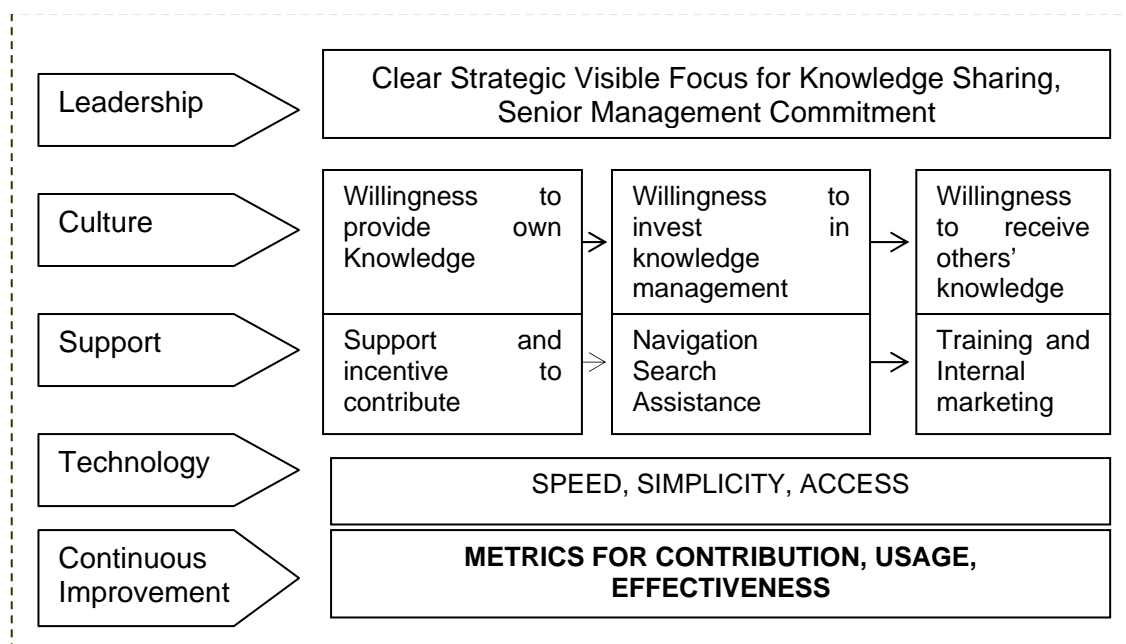 Leadership
Clear Strategic Visible Focus for Knowledge Sharing,
Senior Management Commitment
Culture
Willingness to
provide own
Knowledge
Willingness to
invest in
knowledge
management
Willingness
to receive
others’
knowledge
Support
Support and
incentive to
contribute
Navigation
Search
Assistance
Training and
Internal
marketing
Technology
SPEED, SIMPLICITY, ACCESS
Continuous
Improvement
METRICS FOR CONTRIBUTION, USAGE,
EFFECTIVENESS